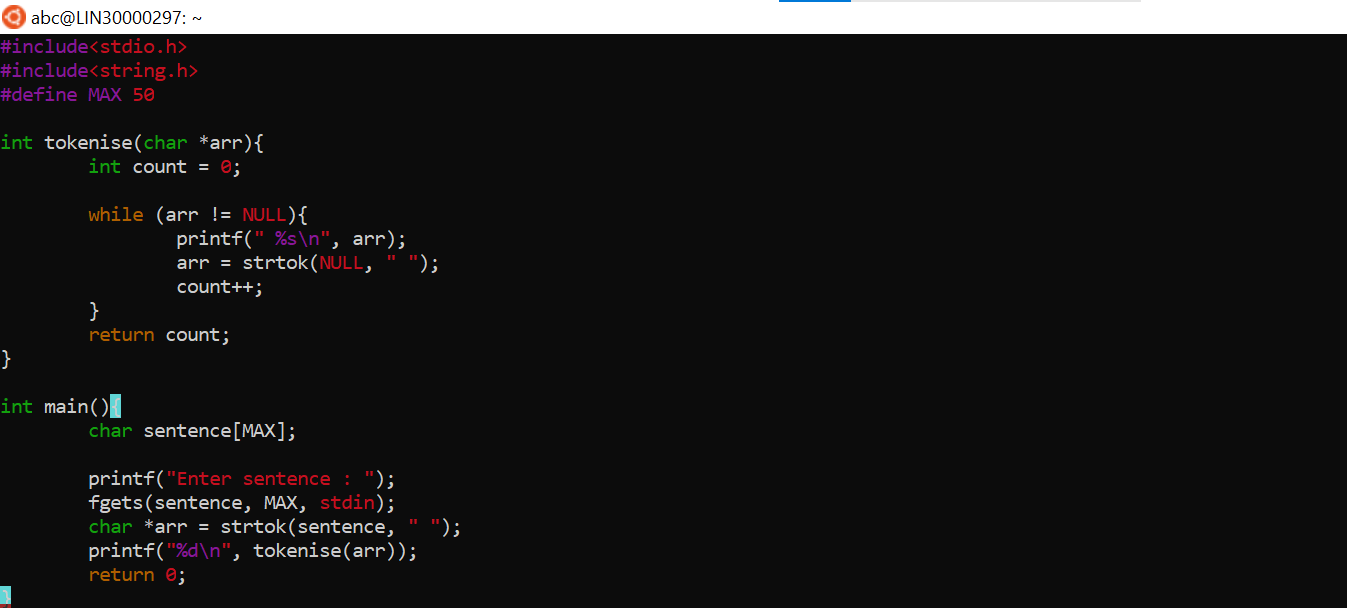 abc@LIN30000297: ~
#include<stdio.h>
#include<string.h>
#define MAX 50
int tokenise(char *arr){
        int count = 0;
        while (arr != NULL){
                printf(" %s\n", arr);
                arr = strtok(NULL, " ");
                count++;
        }
        return count;
}
int main(){
        char sentence[MAX];
        printf("Enter sentence : ");
        fgets(sentence, MAX, stdin);
        char *arr = strtok(sentence, " ");
        printf("%d\n", tokenise(arr));
        return 0;
}